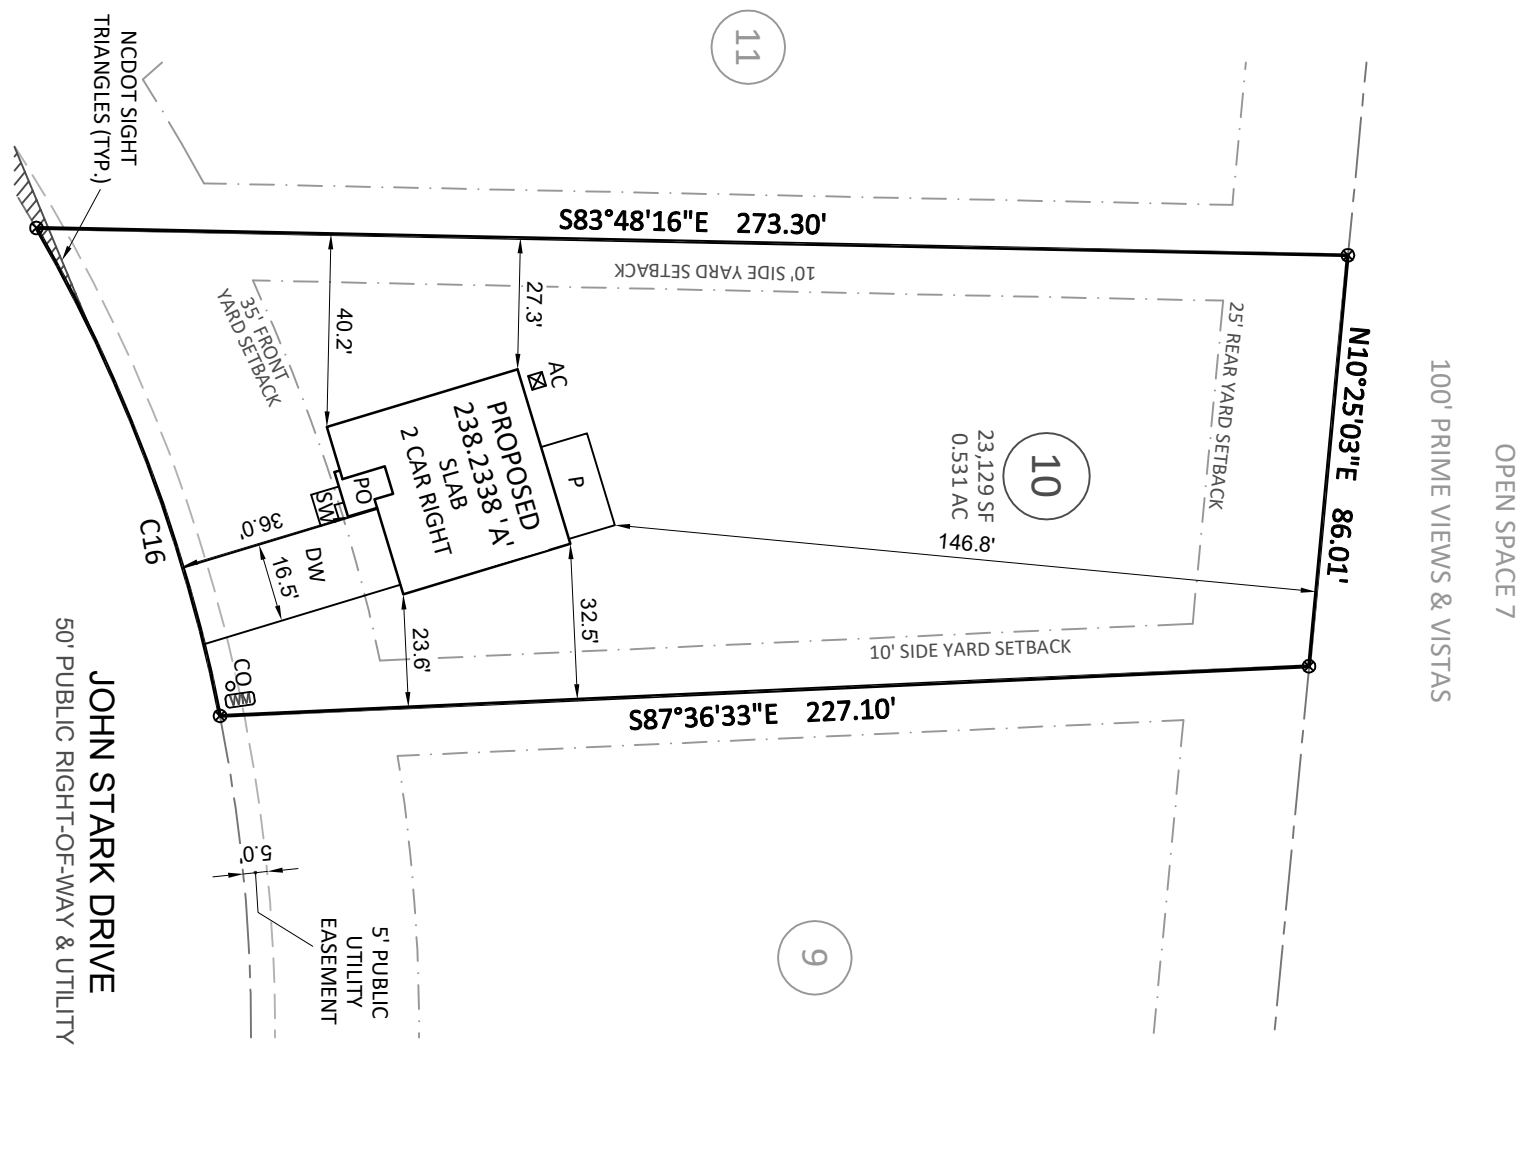 11
NCDOT SIGHT
TRIANGLES (TYP.)
S83°48'16"E 273.30'
10' SIDE YARD SETBACK
35' FRONT
YARD SETBACK
40.2'
27.3'
AC
PROPOSED
238.2338 'A'
SLAB
2 CAR RIGHT
P
PO
SW
DW
36.0'
16.5'
C16
23.6'
32.5'
146.8'
10
23,129 SF
0.531 AC
25' REAR YARD SETBACK
N10°25'03"E 86.01'
100' PRIME VIEWS & VISTAS
OPEN SPACE 7
10' SIDE YARD SETBACK
S87°36'33"E 227.10'
CO
WM
JOHN STARK DRIVE
50' PUBLIC RIGHT-OF-WAY & UTILITY
5.0'
5' PUBLIC
UTILITY
EASEMENT
9